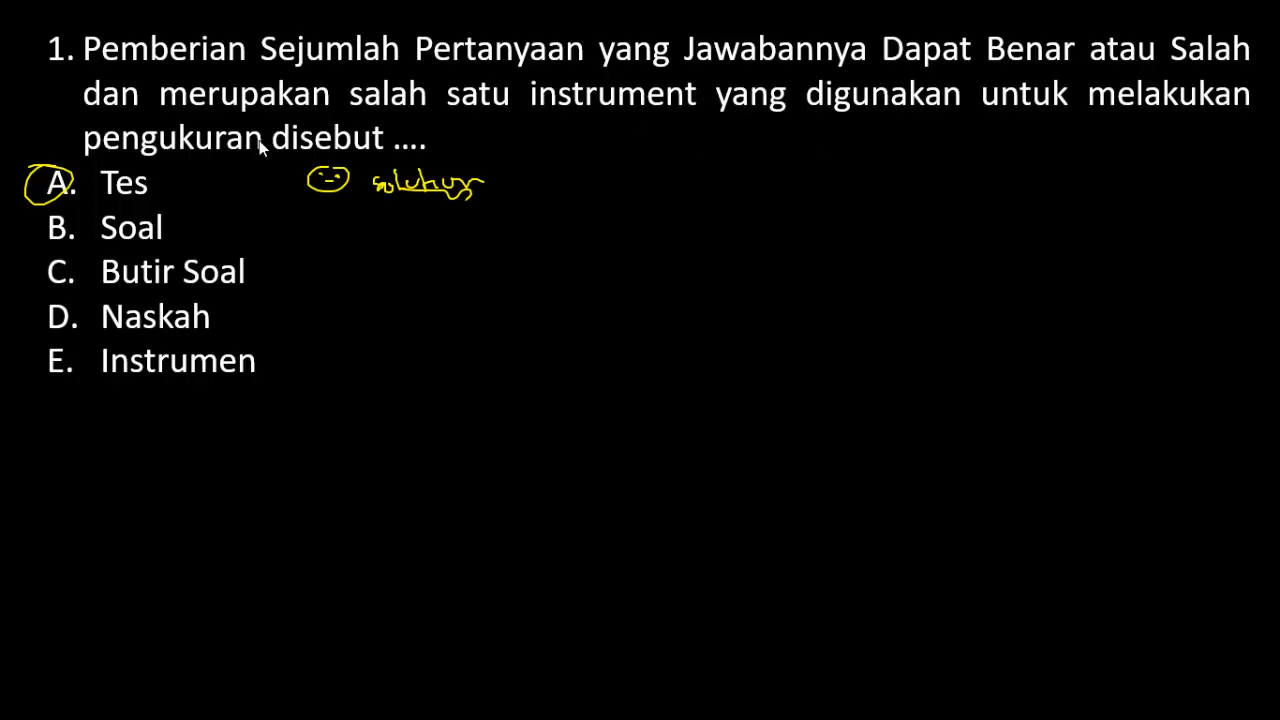 1. Pemberian Sejumlah Pertanyaan yang Jawabannya Dapat Benar atau Salah
dan merupakan salah satu instrument yang digunakan untuk melakukan
pengukuran disebut ....
A. Tes
B. Soal
C. Butir Soal
D. Naskah
E. Instrumen